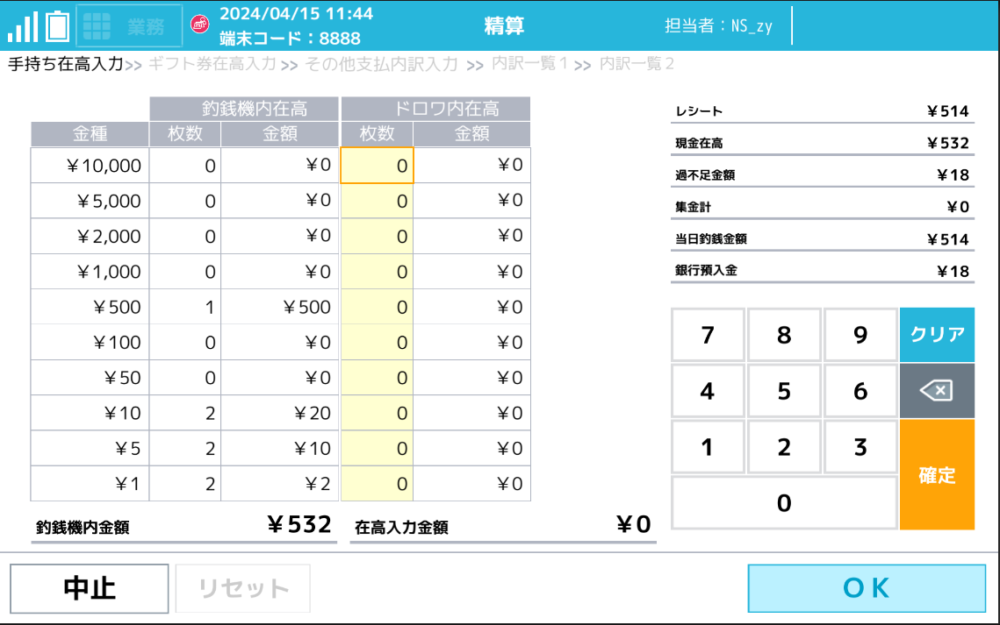 業務
2024/04/15 11:44
端末コード：8888
精算
担当者：NS_zy
手持ち在高入力>> ギフト券在高入力 >> その他支払内訳入力 >> 内訳一覧１ >> 内訳一覧２
釣銭機内在高 ドロワ内在高
金種 枚数 金額 枚数 金額
￥10,000 0 ￥0 0 ￥0
￥5,000 0 ￥0 0 ￥0
￥2,000 0 ￥0 0 ￥0
￥1,000 0 ￥0 0 ￥0
￥500 1 ￥500 0 ￥0
￥100 0 ￥0 0 ￥0
￥50 0 ￥0 0 ￥0
￥10 2 ￥20 0 ￥0
￥5 2 ￥10 0 ￥0
￥1 2 ￥2 0 ￥0
釣銭機内金額 ￥532 在高入力金額 ￥0
レシート ￥514
現金在高 ￥532
過不足金額 ￥18
集金計 ￥0
当日釣銭金額 ￥514
銀行預入金 ￥18
7 8 9 クリア
4 5 6
1 2 3
確定
0
中止 リセット OK